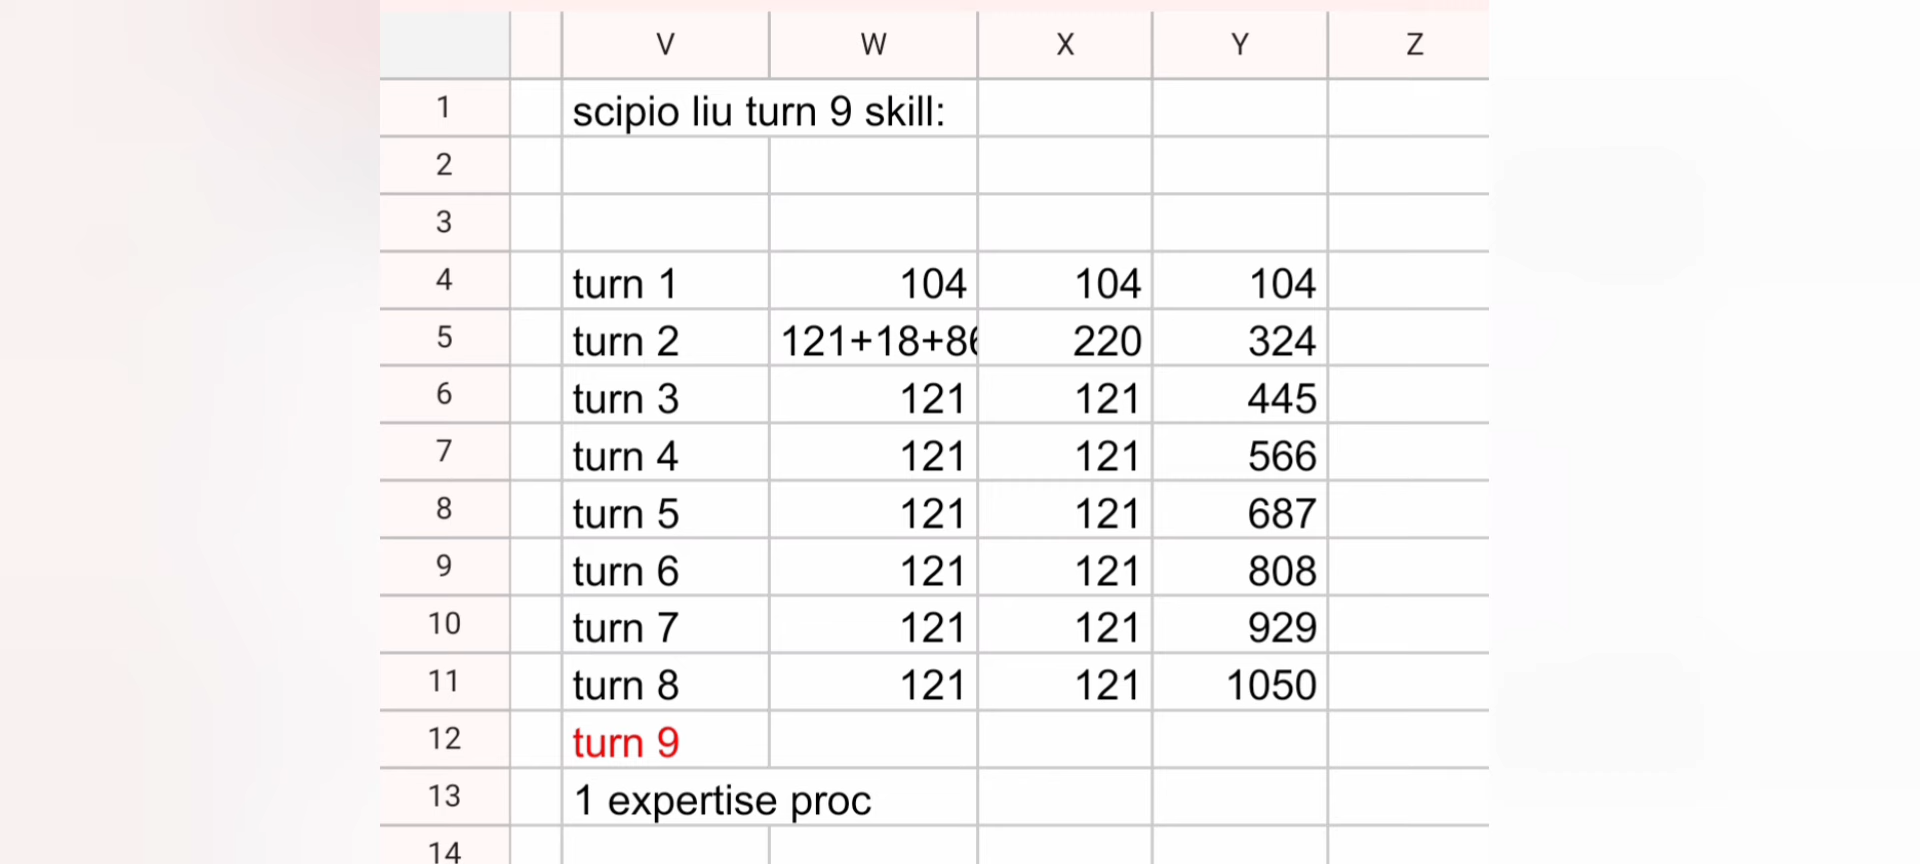 V W X Y Z
1 scipio liu turn 9 skill:
2
3
4 turn 1 104 104 104
5 turn 2 121+18+86 220 324
6 turn 3 121 121 445
7 turn 4 121 121 566
8 turn 5 121 121 687
9 turn 6 121 121 808
10 turn 7 121 121 929
11 turn 8 121 121 1050
12 turn 9
13 1 expertise proc
14